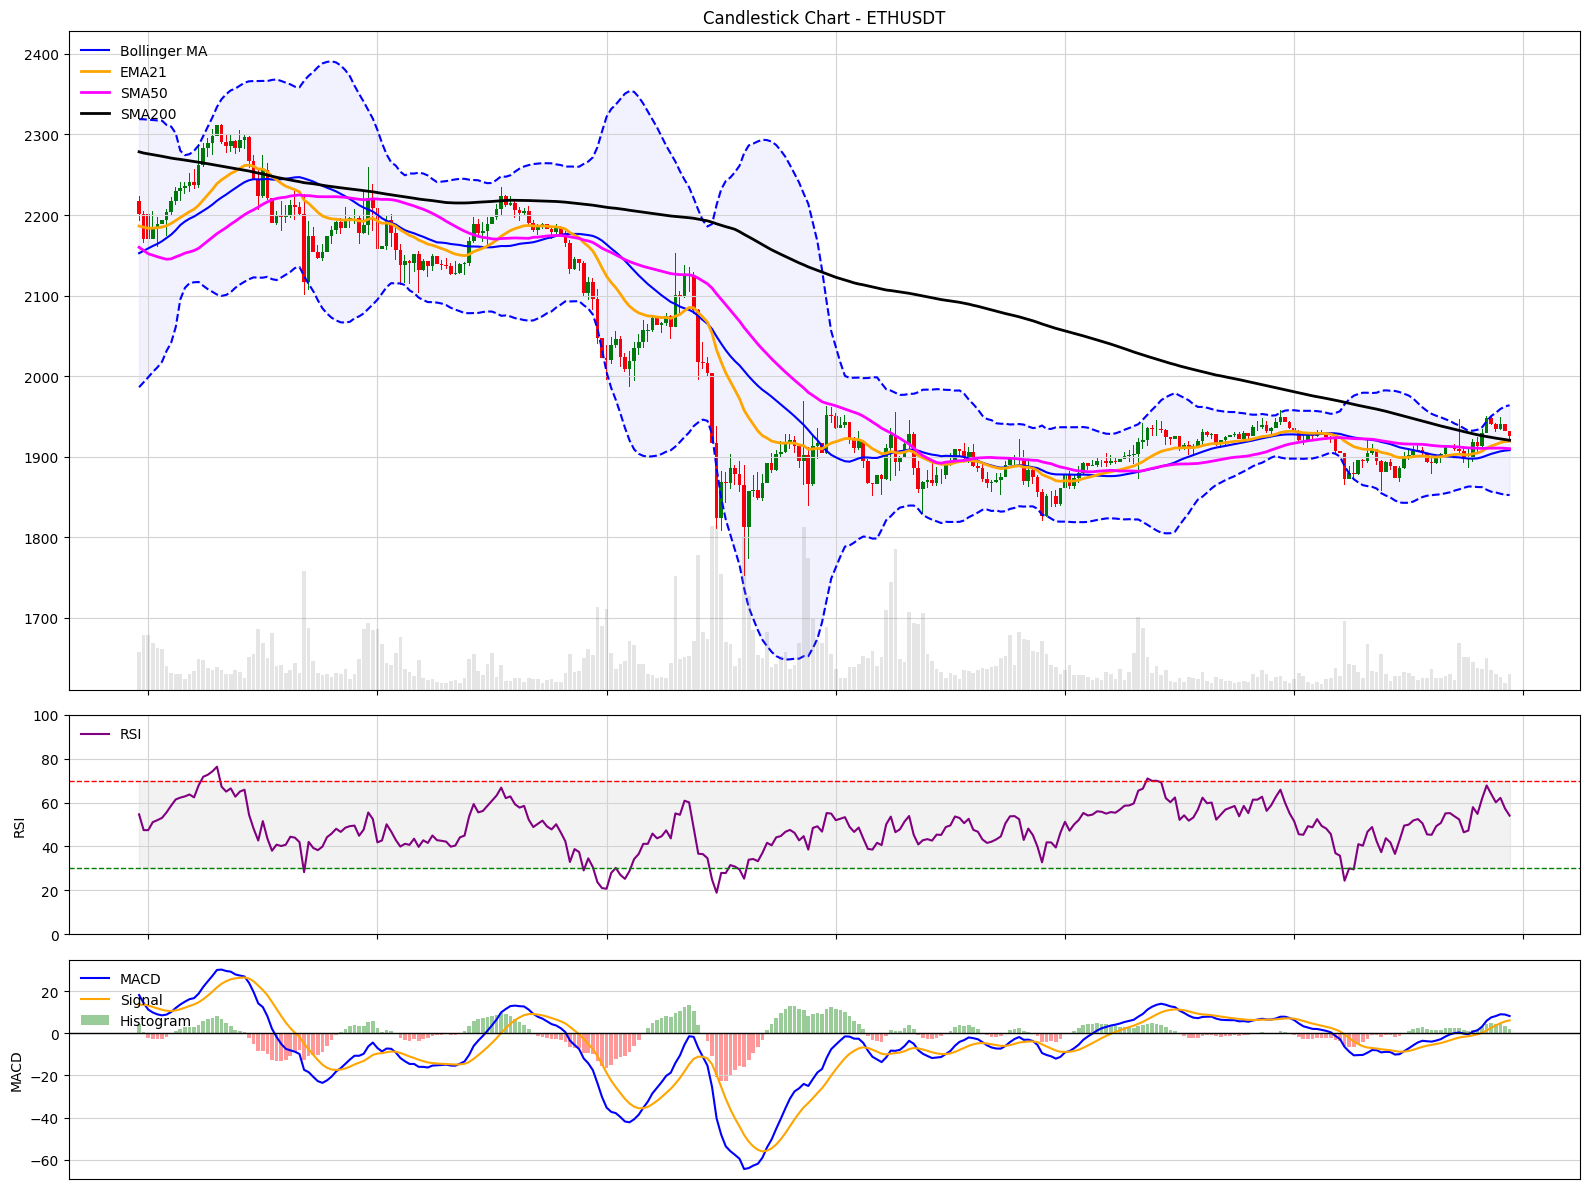 Candlestick Chart - ETHUSDT
Bollinger MA
EMA21
SMA50
SMA200
2400
2300
2200
2100
2000
1900
1800
1700
RSI
RSI
100
80
60
40
20
0
MACD
Signal
Histogram
MACD
20
0
−20
−40
−60